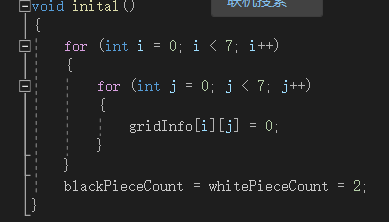 联机搜索
void inital()
{
for (int i = 0; i < 7; i++)
{
for (int j = 0; j < 7; j++)
{
gridInfo[i][j] = 0;
}
}
blackPieceCount = whitePieceCount = 2;
}